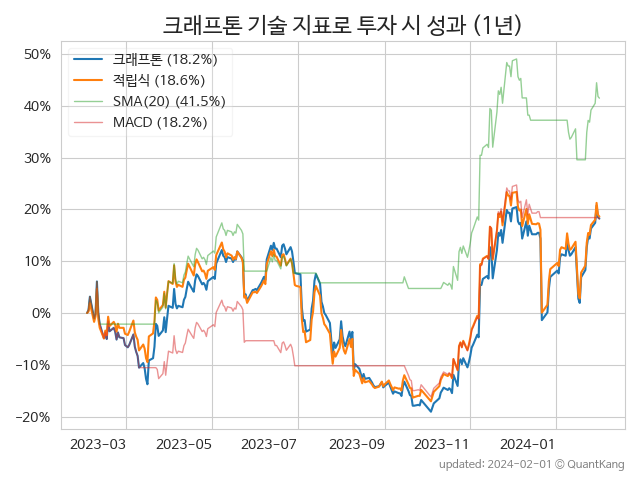 크래프톤 기술 지표로 투자 시 성과 (1년)
크래프톤 (18.2%)
적립식 (18.6%)
SMA(20) (41.5%)
MACD (18.2%)
50%
40%
30%
20%
10%
0%
−10%
−20%
2023-03 2023-05 2023-07 2023-09 2023-11 2024-01
updated: 2024-02-01 © QuantKang